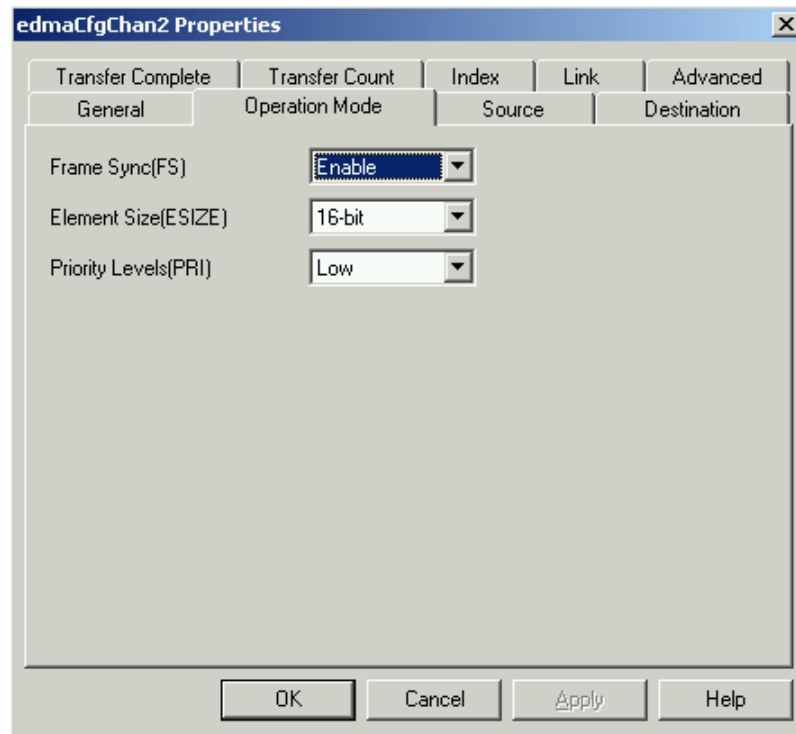 edmaCfgChan2 Properties
Transfer Complete Transfer Count Index Link Advanced
General Operation Mode Source Destination
Frame Sync(FS) Enable
Element Size(ESIZE) 16-bit
Priority Levels(PRI) Low
OK Cancel Apply Help